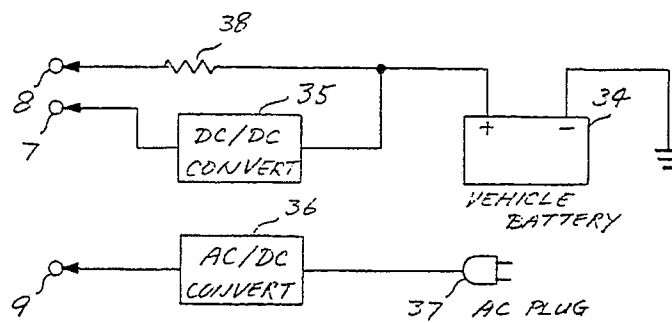 38
8
7
35
DC/DC
CONVERT
+ −
34
VEHICLE
BATTERY
36
AC/DC
CONVERT
9
37 AC PLUG